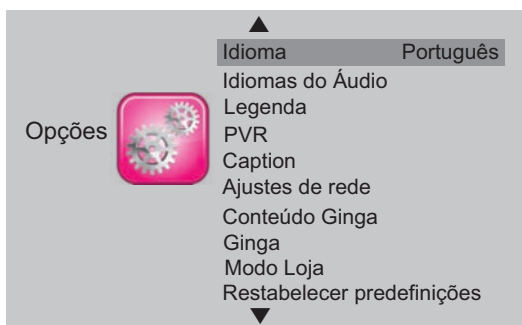 Opções
Idioma Português
Idiomas do Áudio
Legenda
PVR
Caption
Ajustes de rede
Conteúdo Ginga
Ginga
Modo Loja
Restabelecer predefinições